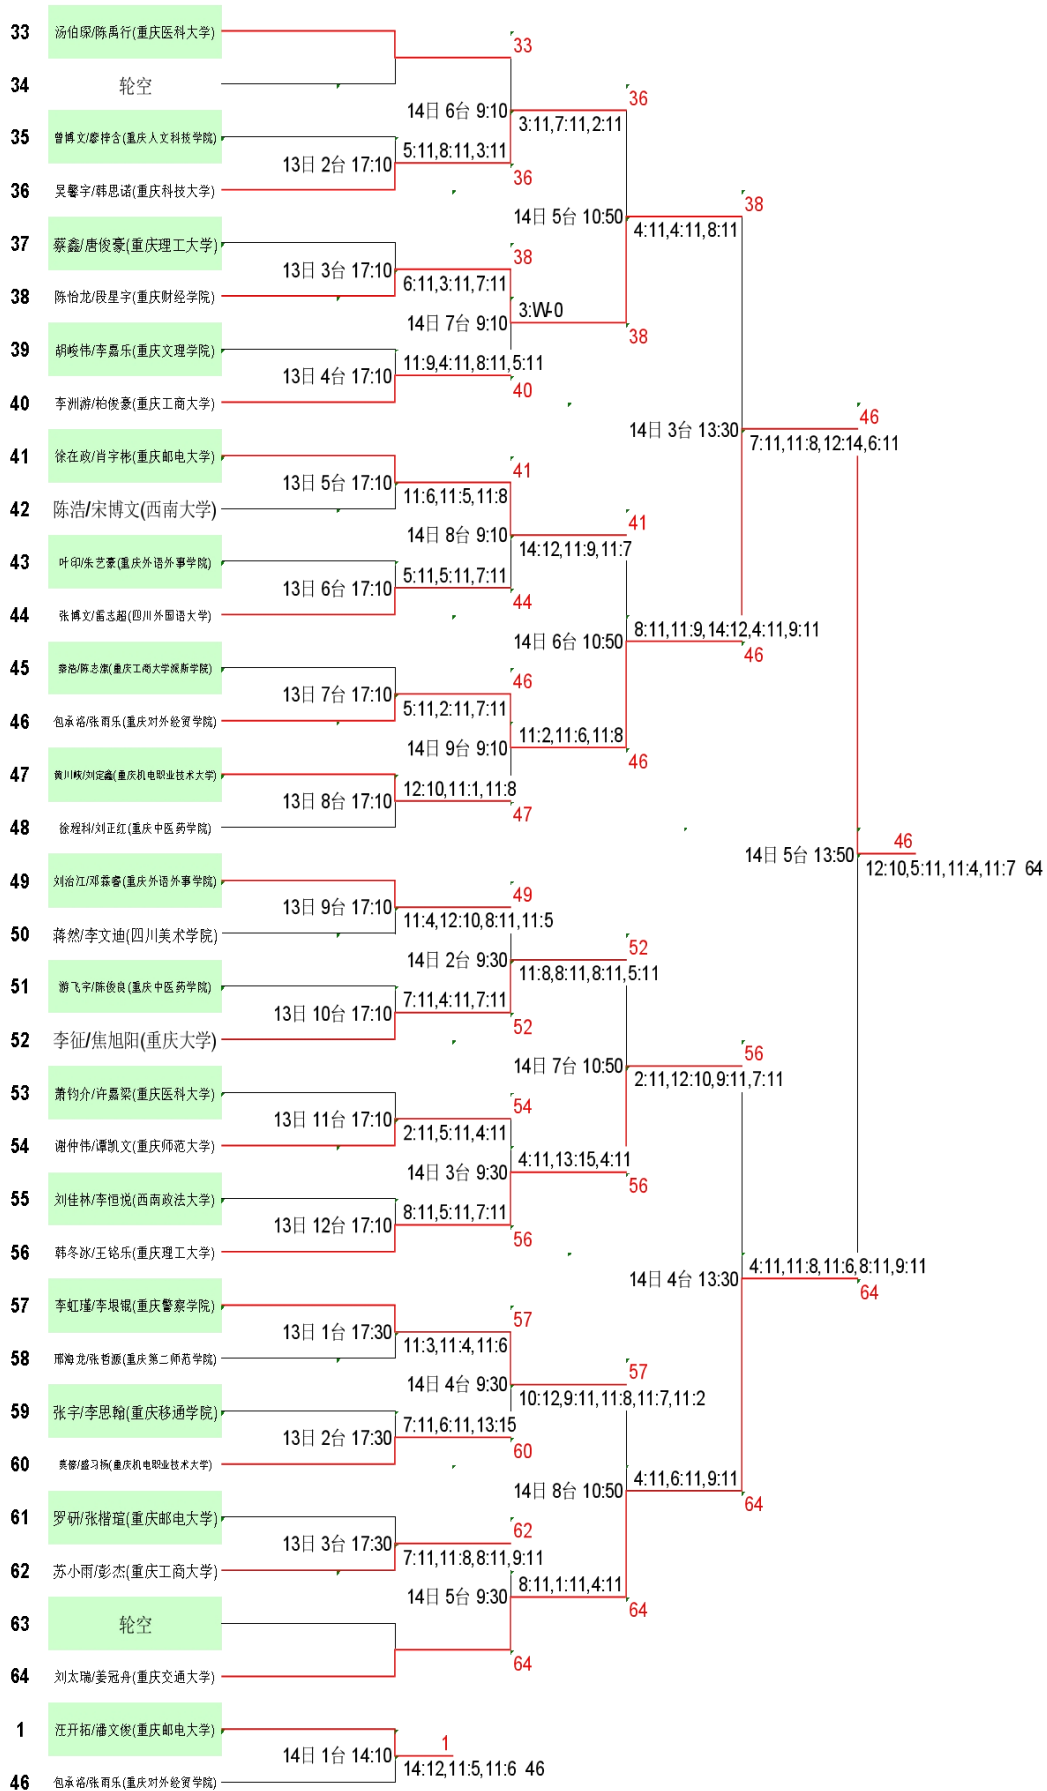 33 汤伯琛/陈禹行(重庆医科大学)
33
34 轮空
36
14日 6台 9:10
3:11,7:11,2:11
35 曾博文/廖梓含(重庆人文科技学院)
5:11,8:11,3:11
13日 2台 17:10
36
36 吴馨宇/韩思诺(重庆科技大学)
38
14日 5台 10:50
4:11,4:11,8:11
37 蔡鑫/唐俊豪(重庆理工大学)
38
13日 3台 17:10
6:11,3:11,7:11
38 陈怡龙/段星宇(重庆财经学院)
3:W-0
14日 7台 9:10
38
39 胡峻伟/李嘉乐(重庆文理学院)
11:9,4:11,8:11,5:11
13日 4台 17:10
40
40 李洲游/柏俊豪(重庆工商大学)
46
14日 3台 13:30
7:11,11:8,12:14,6:11
41 徐在政/肖宇彬(重庆邮电大学)
41
13日 5台 17:10
11:6,11:5,11:8
42 陈浩/宋博文(西南大学)
41
14日 8台 9:10
14:12,11:9,11:7
43 叶印/朱艺豪(重庆外语外事学院)
5:11,5:11,7:11
13日 6台 17:10
44
44 张博文/雷志超(四川外国语大学)
8:11,11:9,14:12,4:11,9:11
14日 6台 10:50
46
45 秦浩/陈志濠(重庆工商大学派斯学院)
46
13日 7台 17:10
5:11,2:11,7:11
46 包承洛/张雨乐(重庆对外经贸学院)
11:2,11:6,11:8
14日 9台 9:10
46
47 黄川峡/刘定鑫(重庆机电职业技术大学)
12:10,11:1,11:8
13日 8台 17:10
47
48 徐程科/刘正红(重庆中医药学院)
46
14日 5台 13:50
12:10,5:11,11:4,11:7 64
49 刘治江/邓霖睿(重庆外语外事学院)
49
13日 9台 17:10
11:4,12:10,8:11,11:5
50 蒋然/李文迪(四川美术学院)
52
14日 2台 9:30
11:8,8:11,8:11,5:11
51 游飞宇/陈俊良(重庆中医药学院)
7:11,4:11,7:11
13日 10台 17:10
52
52 李征/焦旭阳(重庆大学)
56
14日 7台 10:50
2:11,12:10,9:11,7:11
53 萧钧介/许嘉梁(重庆医科大学)
54
13日 11台 17:10
2:11,5:11,4:11
54 谢仲伟/谭凯文(重庆师范大学)
4:11,13:15,4:11
14日 3台 9:30
56
55 刘佳林/李恒悦(西南政法大学)
8:11,5:11,7:11
13日 12台 17:10
56
56 韩冬冰/王铭乐(重庆理工大学)
4:11,11:8,11:6,8:11,9:11
14日 4台 13:30
64
57 李虹瑾/李垠锟(重庆警察学院)
57
13日 1台 17:30
11:3,11:4,11:6
58 邢海龙/张哲源(重庆第二师范学院)
57
14日 4台 9:30
10:12,9:11,11:8,11:7,11:2
59 张宇/李思翰(重庆移通学院)
7:11,6:11,13:15
13日 2台 17:30
60
60 /盛习杨(重庆机电职业技术大学)
4:11,6:11,9:11
14日 8台 10:50
64
61 罗研/张楷瑄(重庆邮电大学)
62
13日 3台 17:30
7:11,11:8,8:11,9:11
62 苏小雨/彭杰(重庆工商大学)
8:11,1:11,4:11
14日 5台 9:30
64
63 轮空
64
64 刘太瑞/姜冠舟(重庆交通大学)
1 汪开拓/潘文俊(重庆邮电大学)
1
14日 1台 14:10
14:12,11:5,11:6 46
46 包承洛/张雨乐(重庆对外经贸学院)